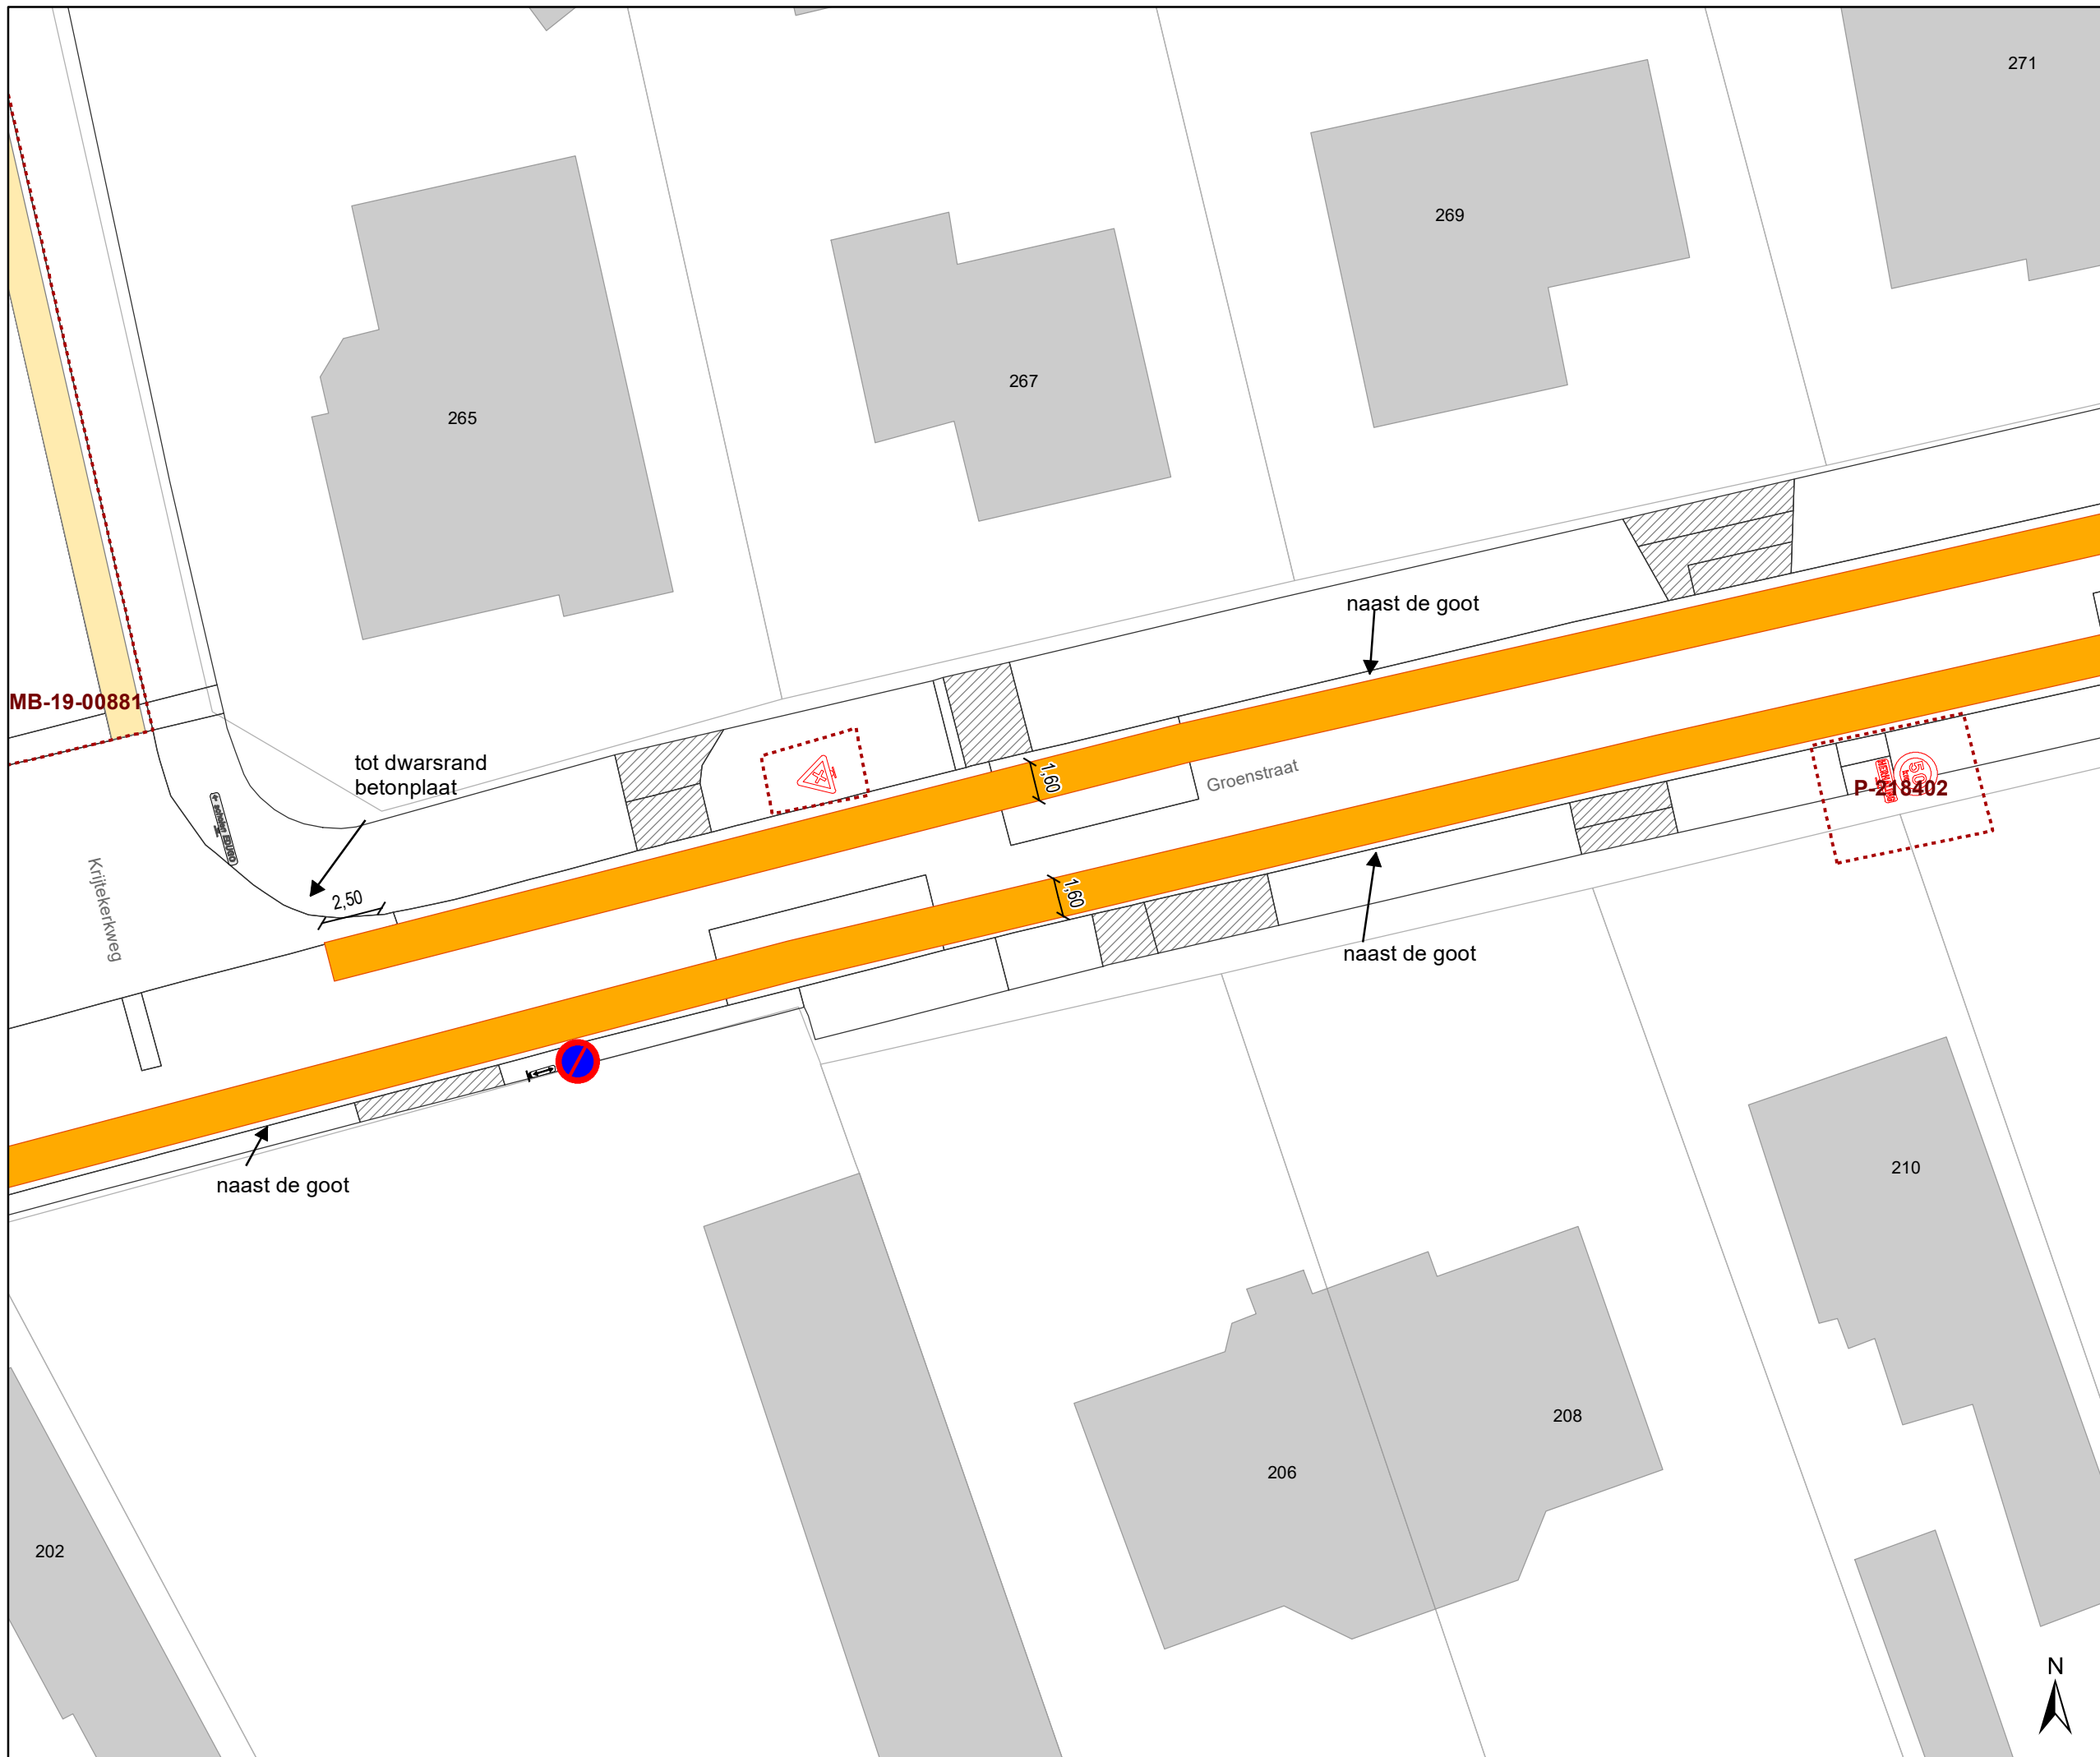 271
269
267
265
naast de goot
MB-19-00881
tot dwarsrand
betonplaat
1,60
Groenstraat
P-218402
50
Krijtekerkweg
2,50
1,60
naast de goot
naast de goot
210
208
206
202
N